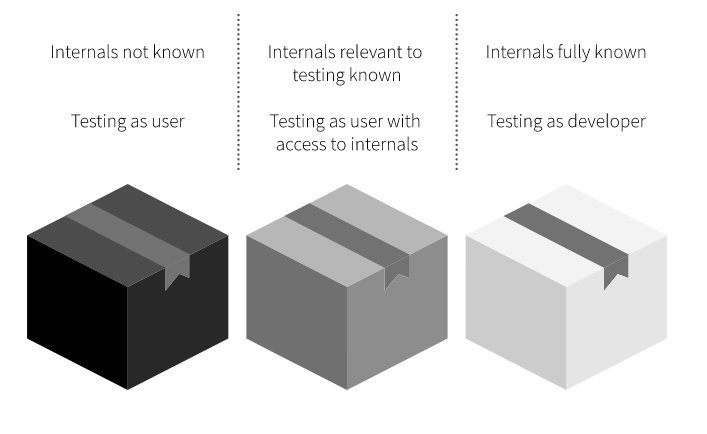 Internals not known
Testing as user
Internals relevant to
testing known
Testing as user with
access to internals
Internals fully known
Testing as developer